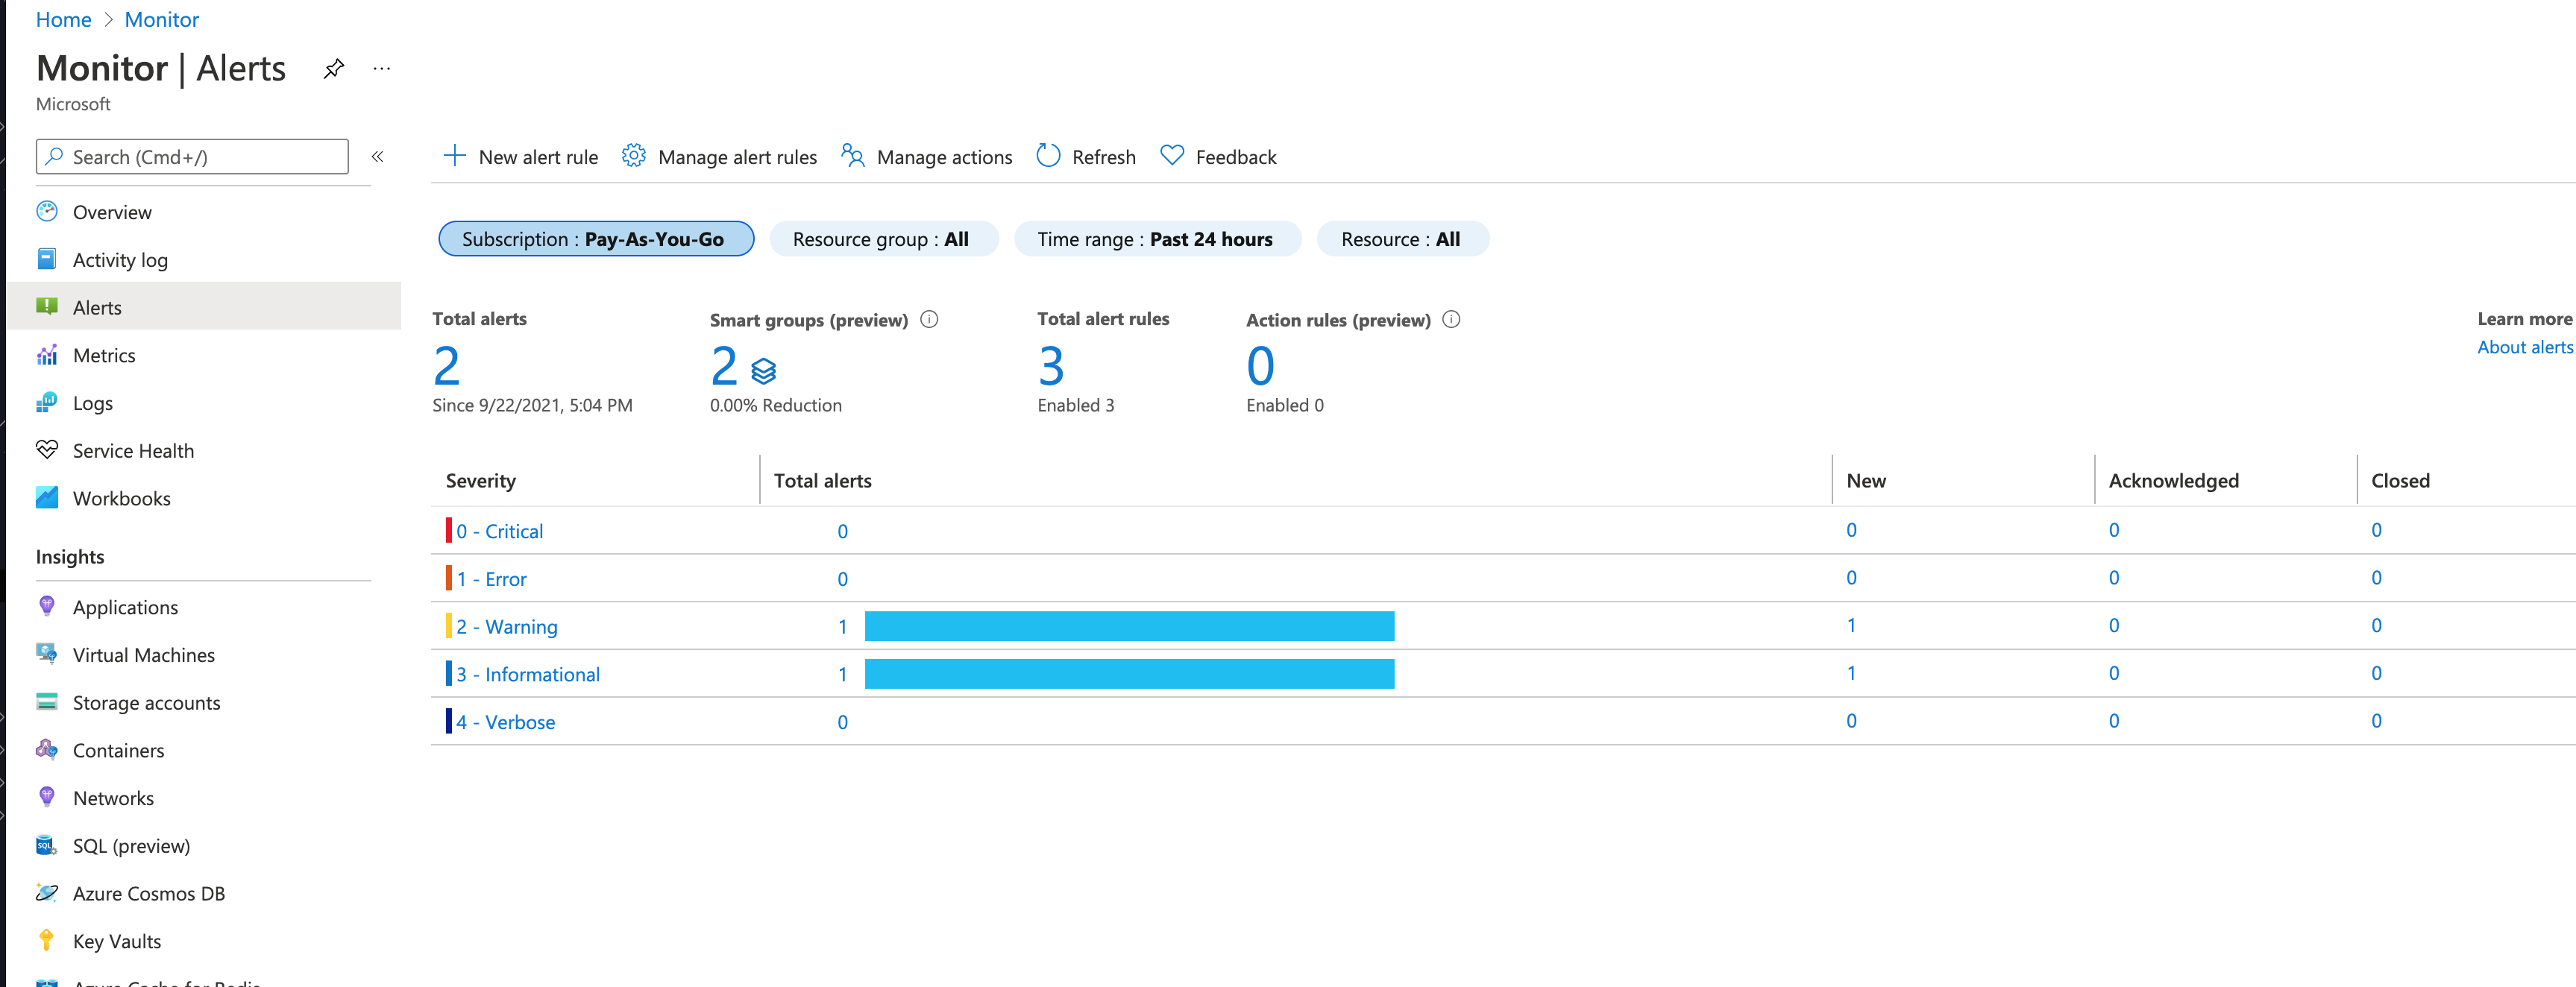 Home > Monitor
Monitor | Alerts ...
Microsoft
Search (Cmd+/)
«
Overview
Activity log
Alerts
Metrics
Logs
Service Health
Workbooks
Insights
Applications
Virtual Machines
Storage accounts
Containers
Networks
SQL (preview)
Azure Cosmos DB
Key Vaults
Azure Cache for Redis
New alert rule Manage alert rules Manage actions Refresh Feedback
Subscription : Pay-As-You-Go Resource group : All Time range : Past 24 hours Resource : All
Total alerts Smart groups (preview) Total alert rules Action rules (preview) Learn more
2 2 3 0 About alerts
Since 9/22/2021, 5:04 PM 0.00% Reduction Enabled 3 Enabled 0
Severity Total alerts New Acknowledged Closed
0 - Critical 0 0 0 0
1 - Error 0 0 0 0
2 - Warning 1 1 0 0
3 - Informational 1 1 0 0
4 - Verbose 0 0 0 0